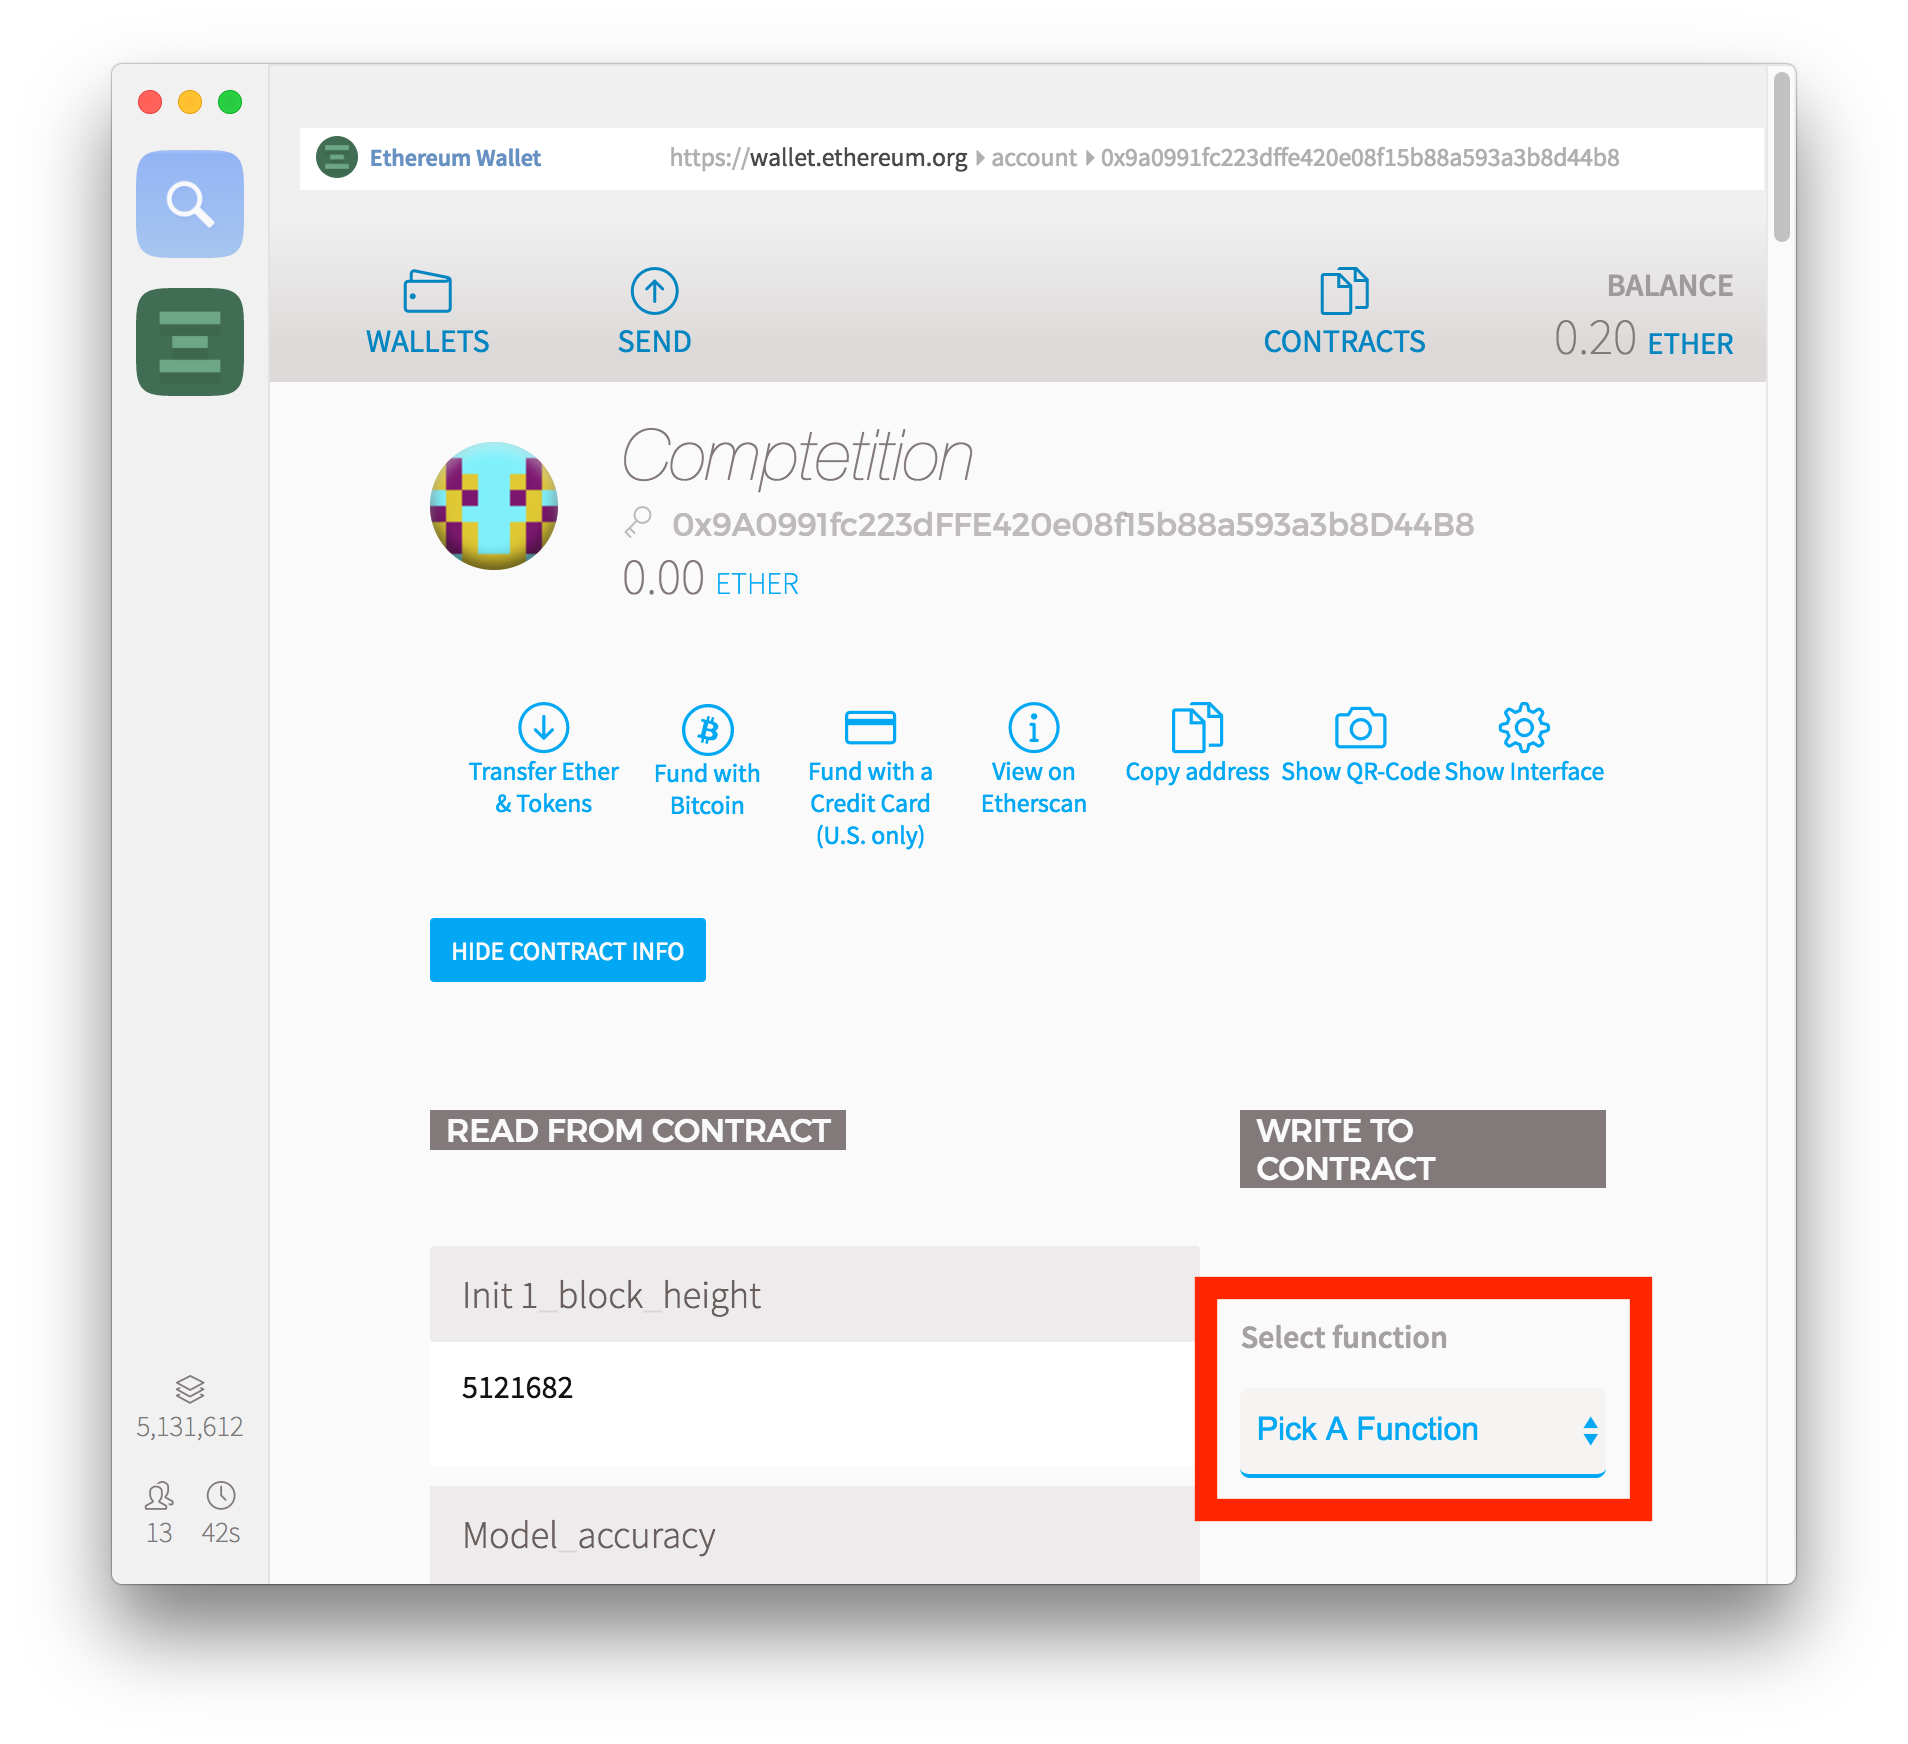 Ethereum Wallet
https://wallet.ethereum.org account 0x9a0991fc223dffe420e08f15b88a593a3b8d44b8
WALLETS
SEND
CONTRACTS
BALANCE
0.20 ETHER
Comptetition
0x9A0991fc223dFFE420e08f15b88a593a3b8D44B8
0.00 ETHER
Transfer Ether
& Tokens
Fund with
Bitcoin
Fund with a
Credit Card
(U.S. only)
View on
Etherscan
Copy address
Show QR-Code
Show Interface
HIDE CONTRACT INFO
READ FROM CONTRACT
WRITE TO
CONTRACT
Init 1_block_height
5121682
Model_accuracy
Select function
Pick A Function
5,131,612
13
42s